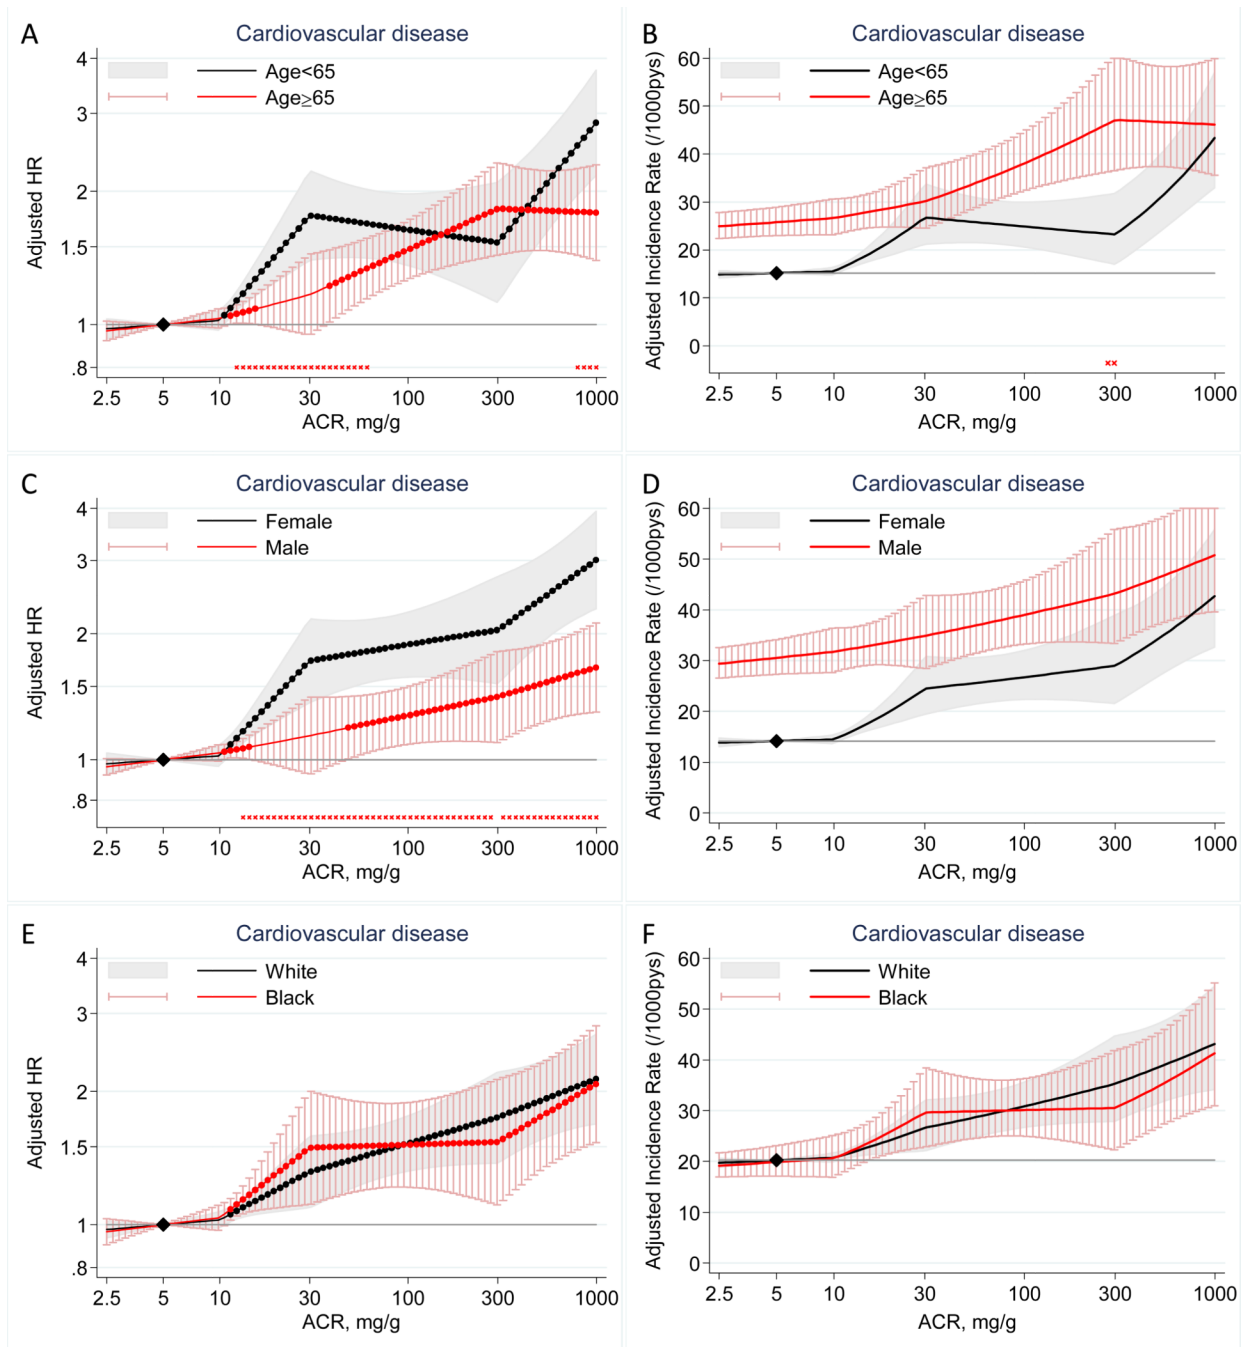 A
Cardiovascular disease
Age<65
Age≥65
4
3
2
1.5
1
.8
Adjusted HR
2.5 5 10 30 100 300 1000
ACR, mg/g
B
Cardiovascular disease
Age<65
Age≥65
60
50
40
30
20
10
0
Adjusted Incidence Rate (/1000pys)
2.5 5 10 30 100 300 1000
ACR, mg/g
C
Cardiovascular disease
Female
Male
4
3
2
1.5
1
.8
Adjusted HR
2.5 5 10 30 100 300 1000
ACR, mg/g
D
Cardiovascular disease
Female
Male
60
50
40
30
20
10
0
Adjusted Incidence Rate (/1000pys)
2.5 5 10 30 100 300 1000
ACR, mg/g
E
Cardiovascular disease
White
Black
4
3
2
1.5
1
.8
Adjusted HR
2.5 5 10 30 100 300 1000
ACR, mg/g
F
Cardiovascular disease
White
Black
60
50
40
30
20
10
0
Adjusted Incidence Rate (/1000pys)
2.5 5 10 30 100 300 1000
ACR, mg/g